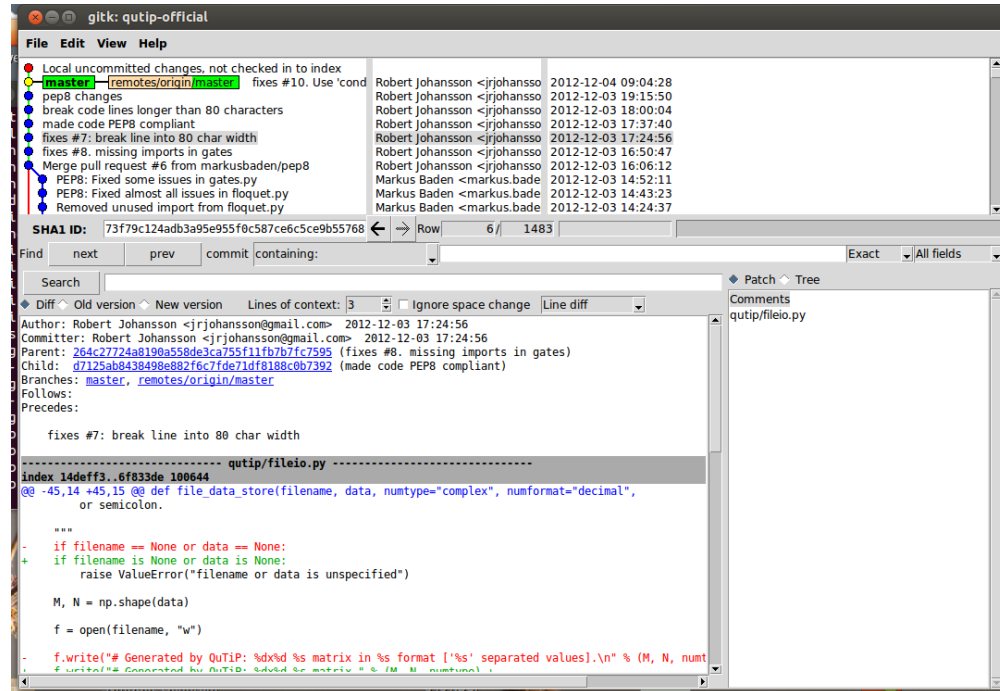 gitk: qutip-official
File Edit View Help
Local uncommitted changes, not checked in to index
master remotes/origin/master fixes #10. Use 'cond Robert Johansson <jrjohansso 2012-12-04 09:04:28
pep8 changes Robert Johansson <jrjohansso 2012-12-03 19:15:50
break code lines longer than 80 characters Robert Johansson <jrjohansso 2012-12-03 18:00:04
made code PEP8 compliant Robert Johansson <jrjohansso 2012-12-03 17:37:40
fixes #7: break line into 80 char width Robert Johansson <jrjohansso 2012-12-03 17:24:56
fixes #8. missing imports in gates Robert Johansson <jrjohansso 2012-12-03 16:50:47
Merge pull request #6 from markusbaden/pep8 Robert Johansson <jrjohansso 2012-12-03 16:06:12
PEP8: Fixed some issues in gates.py Markus Baden <markus.bade 2012-12-03 14:52:11
PEP8: Fixed almost all issues in floquet.py Markus Baden <markus.bade 2012-12-03 14:43:23
Removed unused import from floquet.py Markus Baden <markus.bade 2012-12-03 14:24:37
SHA1 ID: 73f79c124adb3a95e955f0c587ce6c5ce9b55768 Row 6 / 1483
Find next prev commit containing: Exact All fields
Search
Patch Tree
Diff Old version New version Lines of context: 3 Ignore space change Line diff
Comments
qutip/fileio.py
Author: Robert Johansson <jrjohansson@gmail.com> 2012-12-03 17:24:56
Committer: Robert Johansson <jrjohansson@gmail.com> 2012-12-03 17:24:56
Parent: 264c27724a8190a558de3ca755f11fb7b7fc7595 (fixes #8. missing imports in gates)
Child: d7125ab8438498e882f6c7fde71df8188c0b7392 (made code PEP8 compliant)
Branches: master, remotes/origin/master
Follows:
Precedes:
fixes #7: break line into 80 char width
------------------------------ qutip/fileio.py ------------------------------
index 14deff3..6f833de 100644
@@ -45,14 +45,15 @@ def file_data_store(filename, data, numtype="complex", numformat="decimal",
or semicolon.
"""
- if filename == None or data == None:
+ if filename is None or data is None:
raise ValueError("filename or data is unspecified")
M, N = np.shape(data)
f = open(filename, "w")
- f.write("# Generated by QuTiP: %dx%d %s matrix in %s format ['%s' separated values].\n" % (M, N, numt
+ f.write("# Generated by QuTiP: %dx%d %s matrix " % (M, N, numtype) +